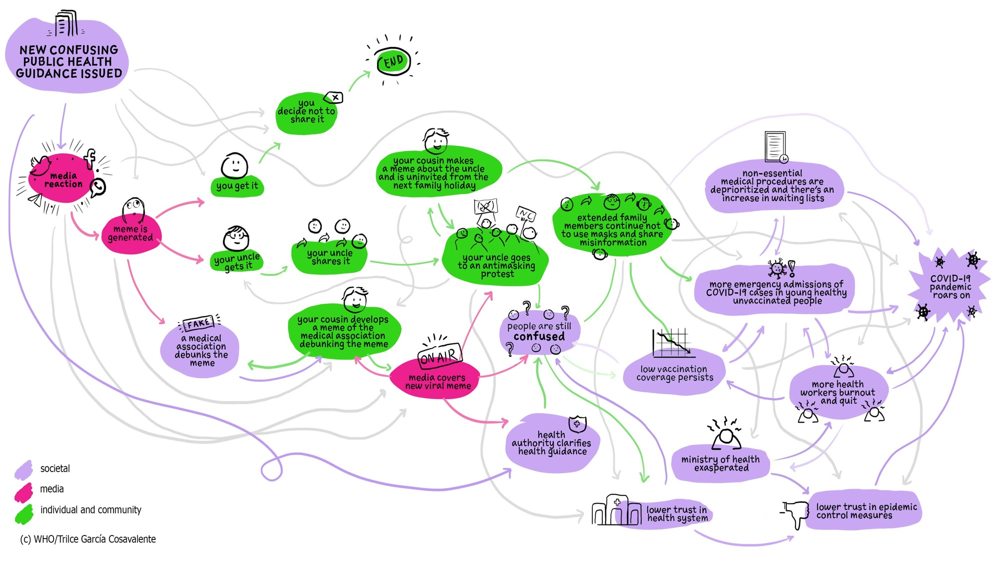 NEW CONFUSING
PUBLIC HEALTH
GUIDANCE ISSUED
END
you
decide not to
share it
media
reaction
you get it
meme is
generated
your uncle
gets it
your uncle
shares it
your cousin makes
a meme about the uncle
and is uninvited from the
next family holiday
NC
your uncle goes
to an antimasking
protest
extended family
members continue not
to use masks and share
misinformation
non-essential
medical procedures are
deprioritized and there's an
increase in waiting lists
more emergency admissions of
COVID-19 cases in young healthy
unvaccinated people
COVID-19
pandemic
roars on
FAKE!
a medical
association
debunks the
meme
your cousin develops
a meme of the
medical association
debunking the meme
ON AIR
media covers
new viral meme
people are still
confused
low vaccination
coverage persists
more health
workers burnout
and quit
health
authority clarifies
health guidance
ministry of health
exasperated
lower trust in
health system
lower trust in epidemic
control measures
societal
media
individual and community
(c) WHO/Trilce García Cosavalente